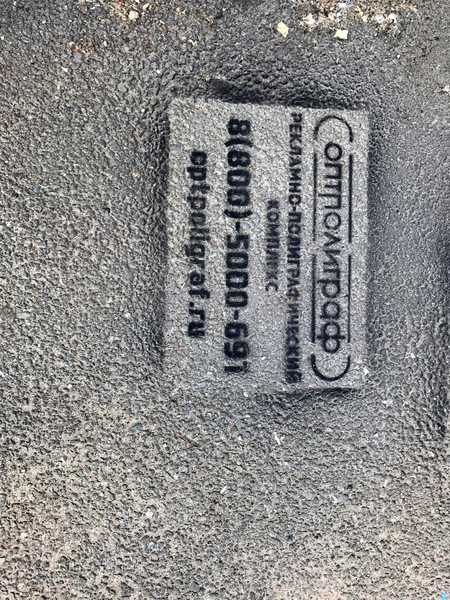 оптполиграф
РЕКЛАМНО-ПОЛИГРАФИЧЕСКИЙ
КОМПЛЕКС
8(800)-5000-691
optpoligraf.ru